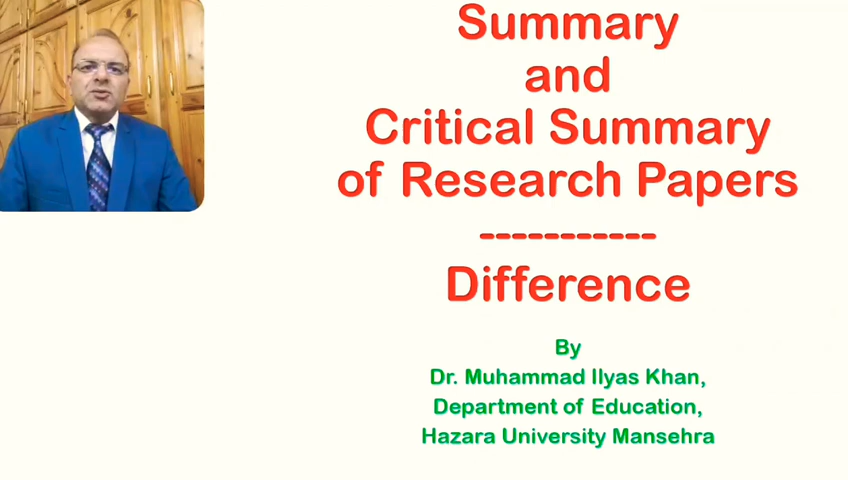 Summary
and
Critical Summary
of Research Papers
-----------
Difference
By
Dr. Muhammad Ilyas Khan,
Department of Education,
Hazara University Mansehra